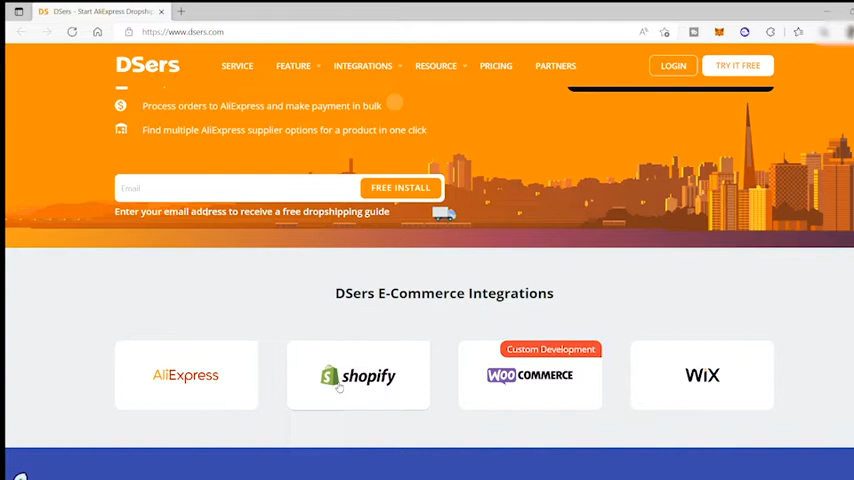 DSers - Start AliExpress Dropship
https://www.dsers.com
DSers
SERVICE
FEATURE
INTEGRATIONS
RESOURCE
PRICING
PARTNERS
LOGIN
TRY IT FREE
Process orders to AliExpress and make payment in bulk
Find multiple AliExpress supplier options for a product in one click
Email
FREE INSTALL
Enter your email address to receive a free dropshipping guide
DSers E-Commerce Integrations
Custom Development
AliExpress
shopify
WOO COMMERCE
WiX